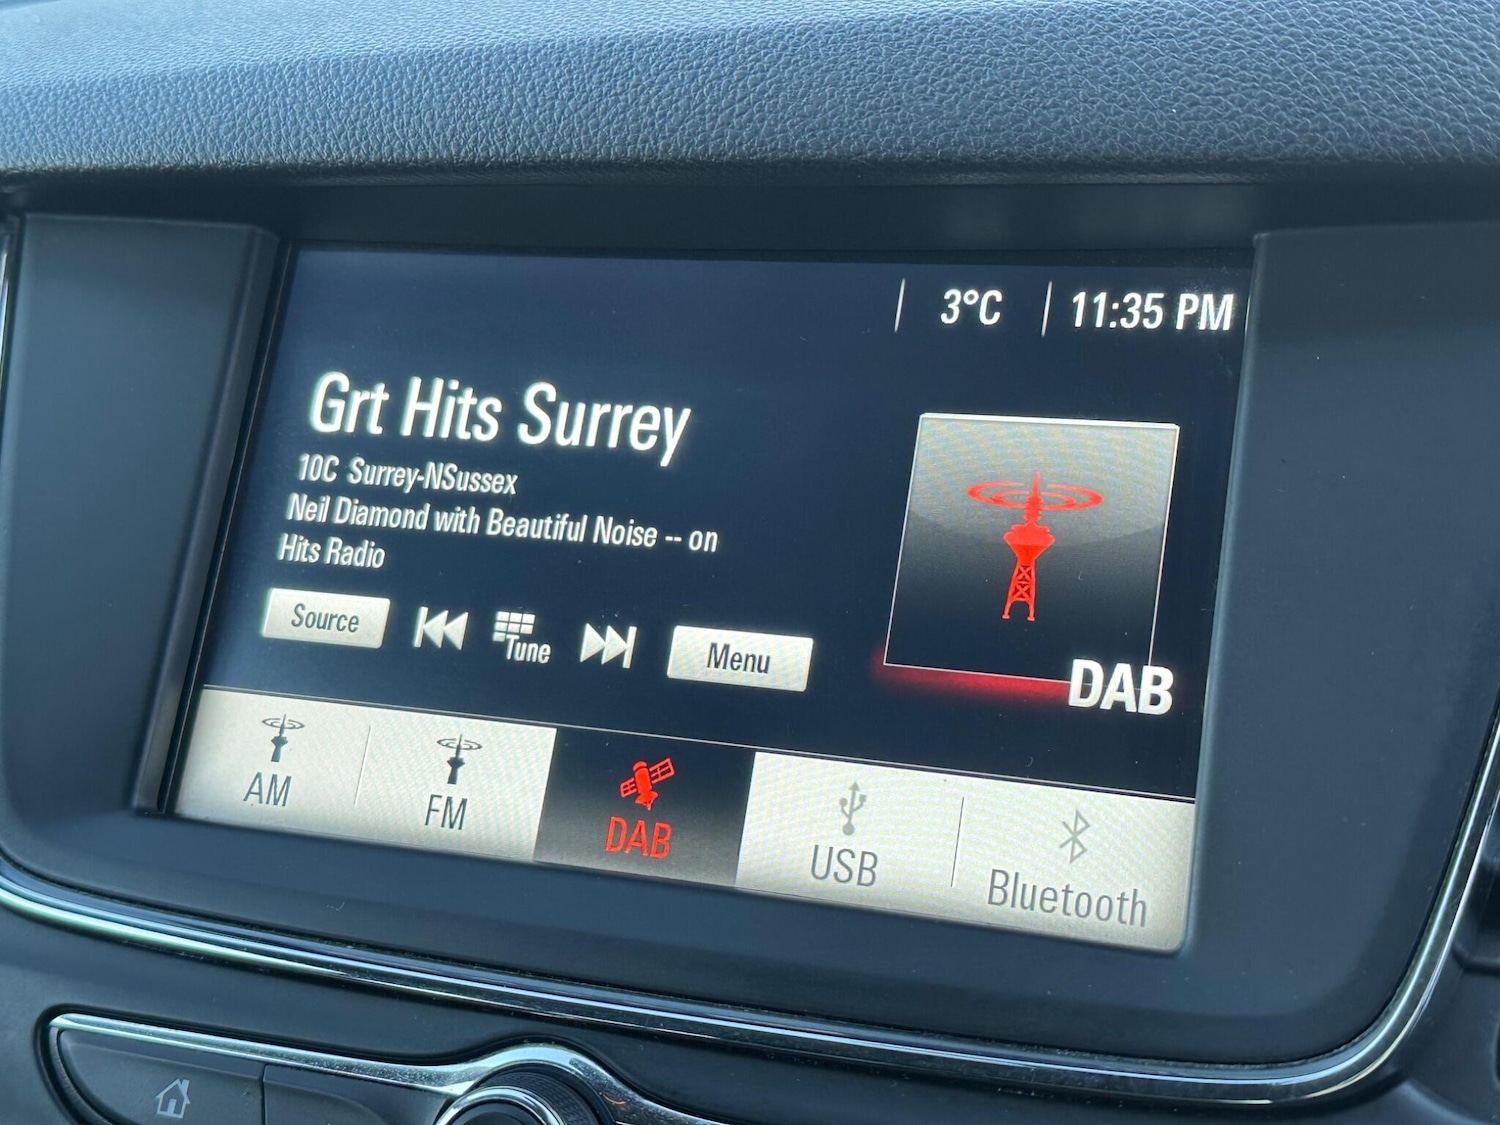 3°C 11:35 PM
Grt Hits Surrey
10C Surrey-NSussex
Neil Diamond with Beautiful Noise -- on
Hits Radio
Source Tune Menu
DAB
AM FM DAB USB Bluetooth